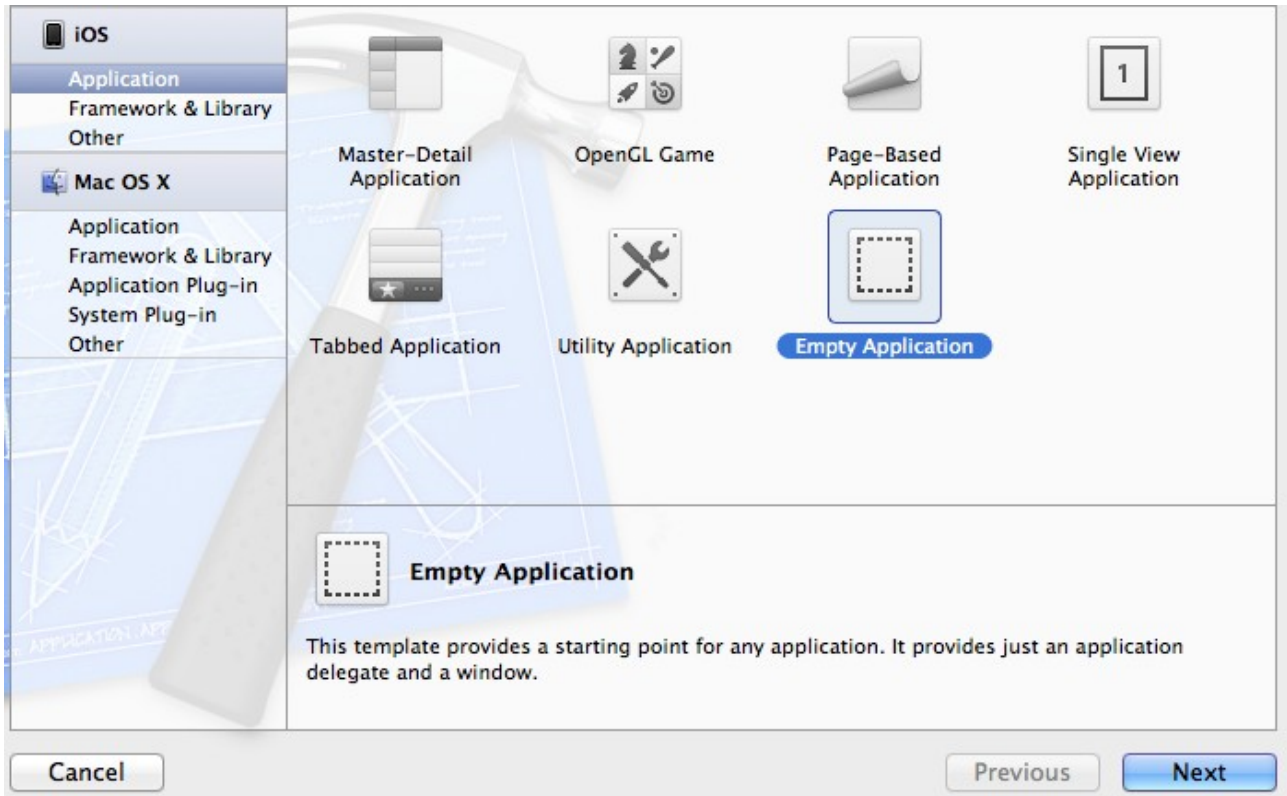 iOS
Application
Framework & Library
Other
Mac OS X
Application
Framework & Library
Application Plug-in
System Plug-in
Other
Master-Detail
Application
OpenGL Game
Page-Based
Application
1
Single View
Application
Tabbed Application
Utility Application
Empty Application
Empty Application
This template provides a starting point for any application. It provides just an application
delegate and a window.
Cancel
Previous
Next